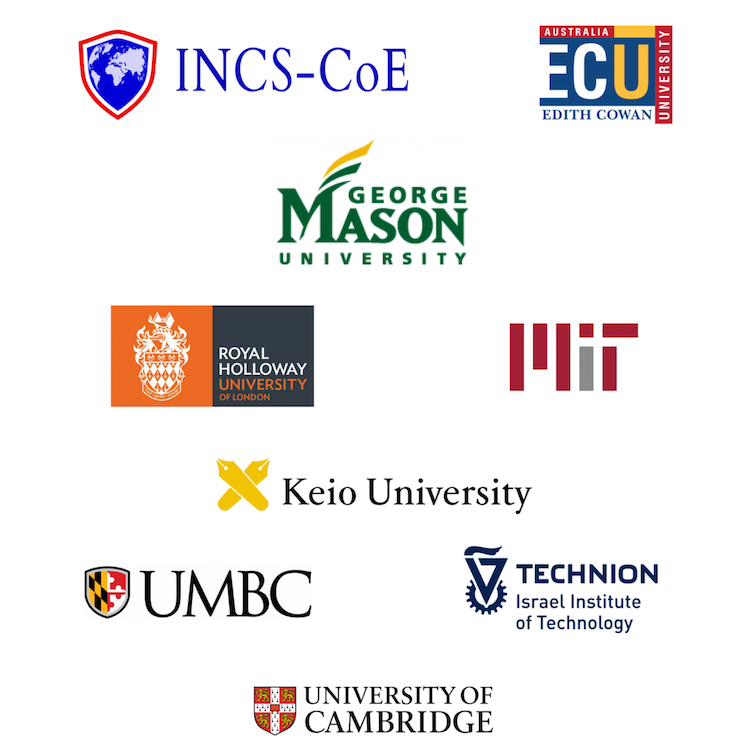 INCS-CoE
AUSTRALIA
ECU
UNIVERSITY
EDITH COWAN
GEORGE
MASON
UNIVERSITY
ROYAL
HOLLOWAY
UNIVERSITY
OF LONDON
MiT
Keio University
UMBC
TECHNION
Israel Institute
of Technology
UNIVERSITY OF
CAMBRIDGE